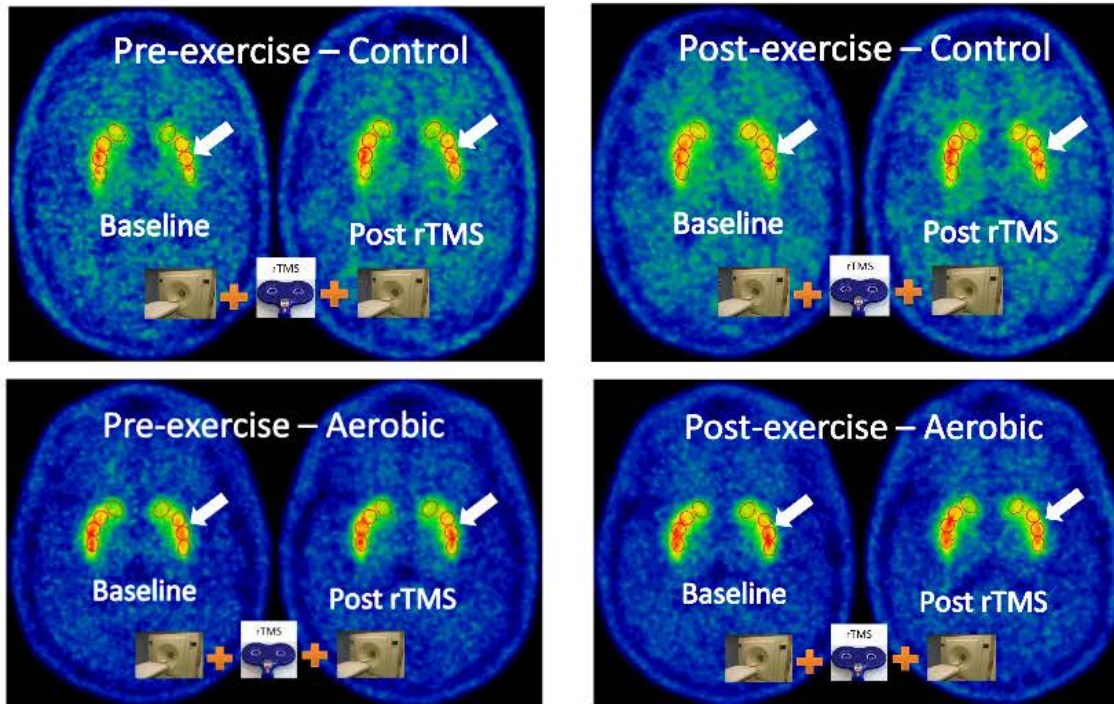 Pre-exercise – Control
Baseline
Post rTMS
rTMS
Post-exercise – Control
Baseline
Post rTMS
rTMS
Pre-exercise – Aerobic
Baseline
Post rTMS
rTMS
Post-exercise – Aerobic
Baseline
Post rTMS
rTMS